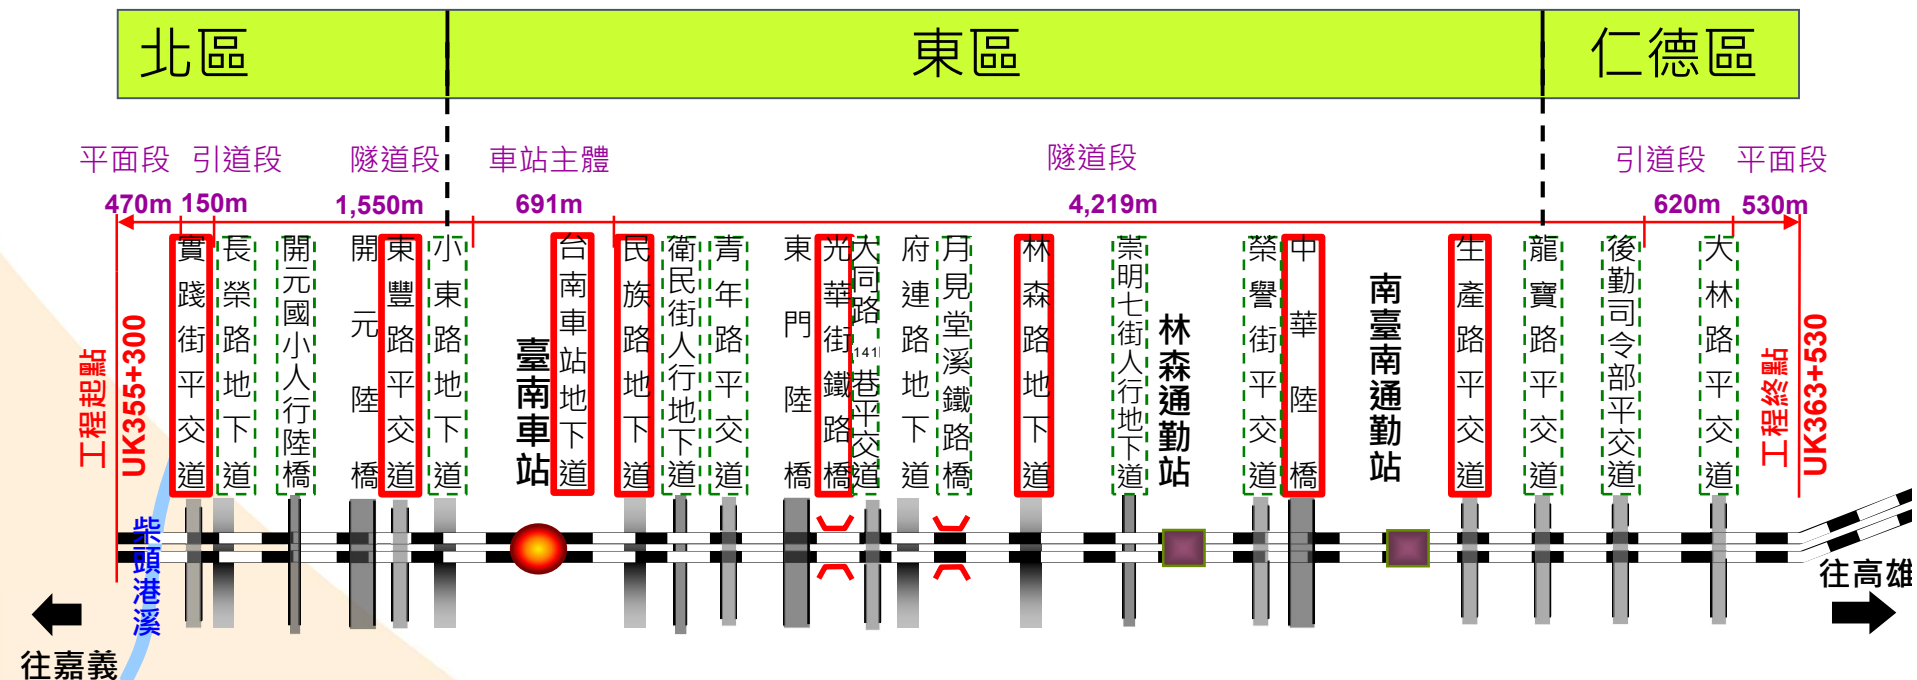 北區
東區
仁德區
平面段
引道段
隧道段
車站主體
隧道段
引道段
平面段
470m
150m
1,550m
691m
4,219m
620m
530m
工程起點
UK355+300
實踐街平交道
長榮路地下道
開元國小人行陸橋
開元陸橋
東豐路平交道
小東路地下道
臺南車站
台南車站地下道
民族路地下道
衛民街人行地下道
青年路平交道
東門陸橋
光華街鐵路橋
大同路141巷平交道
府連路地下道
月見堂溪鐵路橋
林森路地下道
崇明七街人行地下道
林森通勤站
榮譽街平交道
中華陸橋
南臺南通勤站
生產路平交道
龍寶路平交道
後勤司令部平交道
大林路平交道
工程終點
UK363+530
柴頭港溪
往嘉義
往高雄